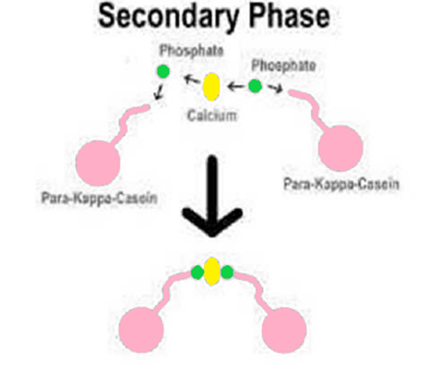 Secondary Phase
Phosphate
Phosphate
Calcium
Para-Kappa-Casein
Para-Kappa-Casein